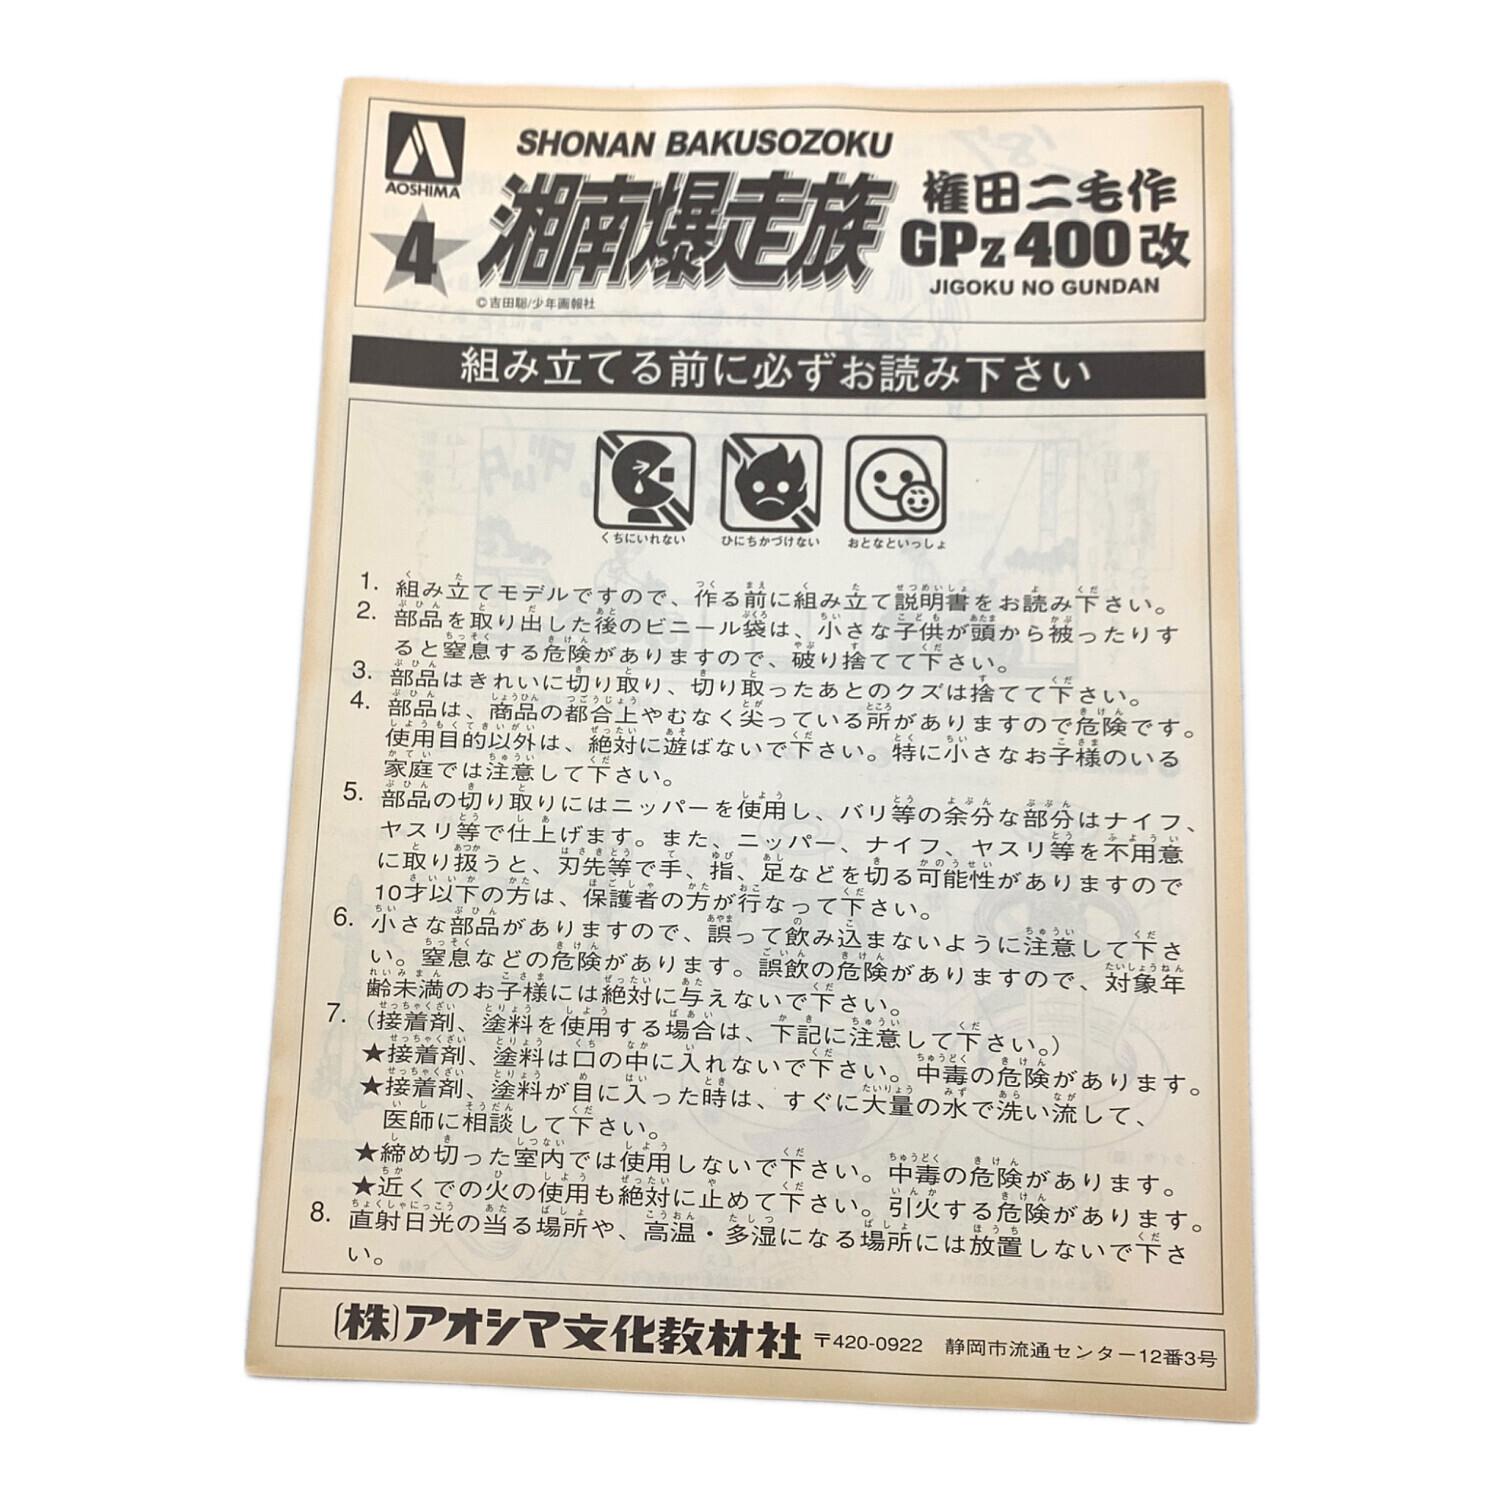 AOSHIMA
4
SHONAN BAKUSOZOKU
湘南爆走族
©吉田聡/少年画報社
権田二毛作
GPz400改
JIGOKU NO GUNDAN
組み立てる前に必ずお読み下さい
くちにいれない
ひにちかづけない
おとなといっしょ
1. 組み立てモデルですので、作る前に組み立て説明書をお読み下さい。
2. 部品を取り出した後のビニール袋は、小さな子供が頭から被ったりす
ると窒息する危険がありますので、破り捨てて下さい。
3. 部品はきれいに切り取り、切り取ったあとのクズは捨てて下さい。
4. 部品は、商品の都合上やむなく尖っている所がありますので危険です。
使用目的以外は、絶対に遊ばないで下さい。特に小さなお子様のいる
家庭では注意して下さい。
5. 部品の切り取りにはニッパーを使用し、バリ等の余分な部分はナイフ、
ヤスリ等で仕上げます。また、ニッパー、ナイフ、ヤスリ等を不用意
に取り扱うと、刃先等で手、指、足などを切る可能性がありますので
10才以下の方は、保護者の方が行なって下さい。
6. 小さな部品がありますので、誤って飲み込まないように注意して下さ
い。窒息などの危険があります。誤飲の危険がありますので、対象年
齢未満のお子様には絶対に与えないで下さい。
7. (接着剤、塗料を使用する場合は、下記に注意して下さい。)
★接着剤、塗料は口の中に入れないで下さい。中毒の危険があります。
★接着剤、塗料が目に入った時は、すぐに大量の水で洗い流して、
医師に相談して下さい。
★締め切った室内では使用しないで下さい。中毒の危険があります。
★近くでの火の使用も絶対に止めて下さい。引火する危険があります。
8. 直射日光の当る場所や、高温・多湿になる場所には放置しないで下さ
い。
(株)アオシマ文化教材社 〒420-0922 静岡市流通センター12番3号